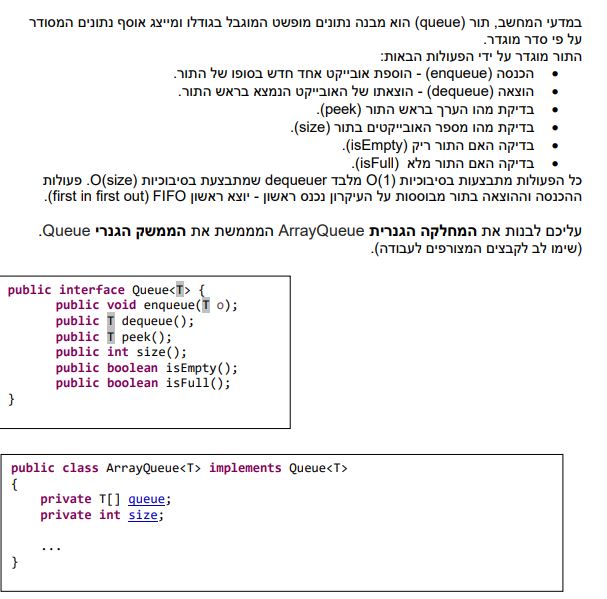 במדעי המחשב, תור (queue) הוא מבנה נתונים מופשט המוגבל בגודלו ומייצג אוסף נתונים המסודר
על פי סדר מוגדר.
התור מוגדר על ידי הפעולות הבאות:
• הכנסה (enqueue) - הוספת אובייקט אחד חדש בסופו של התור.
• הוצאה (dequeue) - הוצאתו של האובייקט הנמצא בראש התור.
• בדיקת מהו הערך בראש התור (peek).
• בדיקת מהו מספר האובייקטים בתור (size).
• בדיקה האם התור ריק (isEmpty).
• בדיקה האם התור מלא (isFull).
כל הפעולות מתבצעות בסיבוכיות O(1) מלבד dequeuer שמתבצעת בסיבוכיות O(size). פעולות
ההכנסה וההוצאה בתור מבוססות על העיקרון נכנס ראשון - יוצא ראשון FIFO (first in first out).
עליכם לבנות את המחלקה הגנרית ArrayQueue המממשת את הממשק הגנרי Queue.
(שימו לב לקבצים המצורפים לעבודה).
public interface Queue<T> {
public void enqueue(T o);
public T dequeue();
public T peek();
public int size();
public boolean isEmpty();
public boolean isFull();
}
public class ArrayQueue<T> implements Queue<T>
{
private T[] queue;
private int size;
...
}